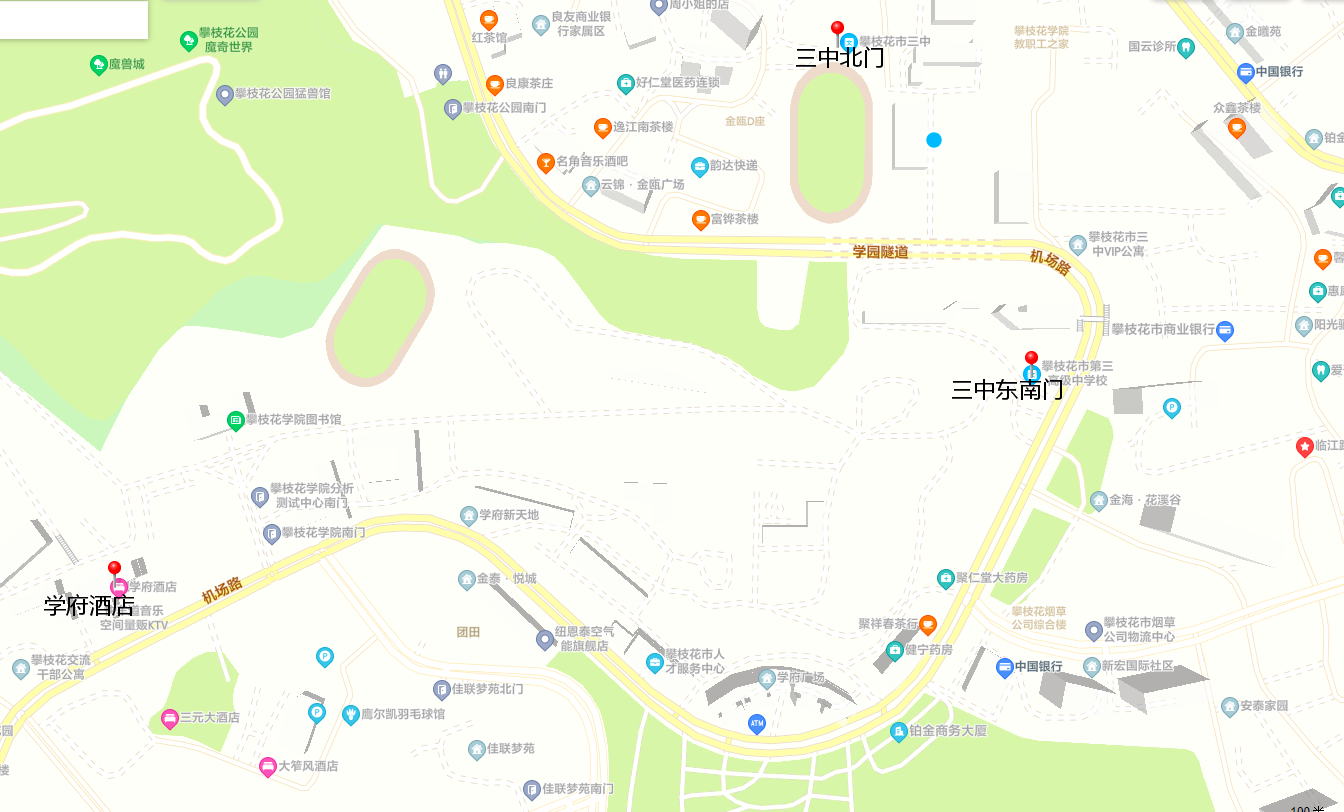 周小姐的店
良友商业银
行家属区
红茶馆
攀枝花公园
魔奇世界
魔兽城
攀枝花公园猛兽馆
良康茶庄
攀枝花公园南门
好仁堂医药连锁
逸江南茶楼
金瓯D座
名角音乐酒吧
韵达快递
云锦·金瓯广场
富铧茶楼
攀枝花市三中
三中北门
攀枝花学院
教职工之家
国云诊所
金曦苑
中国银行
众鑫茶楼
铂金
学园隧道
机场路
攀枝花市三
中VIP公寓
攀枝花市商业银行
阳光
攀枝花市第三
高级中学校
三中东南门
攀枝花学院图书馆
攀枝花学院分析
测试中心南门
攀枝花学院南门
学府新天地
金海·花溪谷
临江路
金泰·悦城
聚仁堂大药房
学府酒店
学府酒店
道音乐
空间量贩KTV
机场路
团田
纽恩泰空气
能旗舰店
攀枝花市人
才服务中心
聚祥春茶行
健宁药房
攀枝花烟草
公司综合楼
攀枝花市烟草
公司物流中心
中国银行
新宏国际社区
攀枝花交流
干部公寓
佳联梦苑北门
学府广场
ATM
铂金商务大厦
安泰家园
三元大酒店
鹰尔凯羽毛球馆
佳联梦苑
大笮风酒店
佳联梦苑南门
100 米